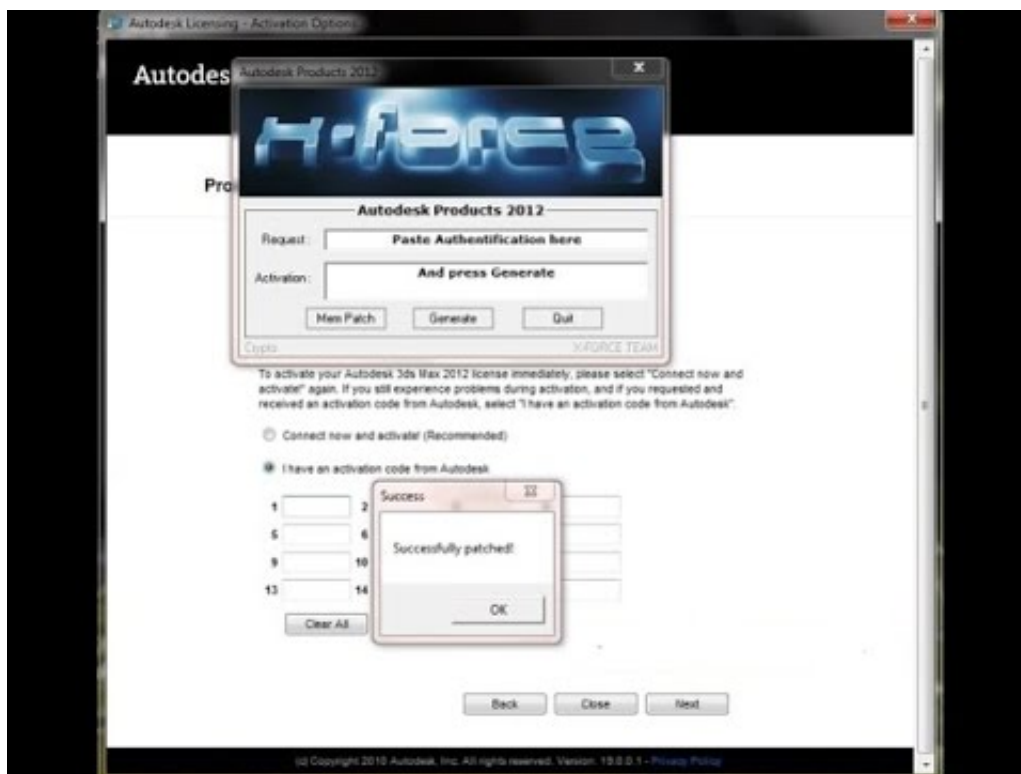 Autodesk Licensing - Activation Options
Autodes
Autodesk Products 2012
x-force
Pro
Autodesk Products 2012
Request :
Paste Authentification here
Activation :
And press Generate
Mem Patch
Generate
Quit
Crypto
X-FORCE TEAM
To activate your Autodesk 3ds Max 2012 license immediately, please select "Connect now and
activate!" again. If you still experience problems during activation, and if you requested and
received an activation code from Autodesk, select "I have an activation code from Autodesk".
Connect now and activate! (Recommended)
I have an activation code from Autodesk
1 2
5 6
9 10
13 14
Success
Successfully patched!
OK
Clear All
Back
Close
Next
(c) Copyright 2010 Autodesk, Inc. All rights reserved. Version: 19.0.0.1 - Privacy Policy